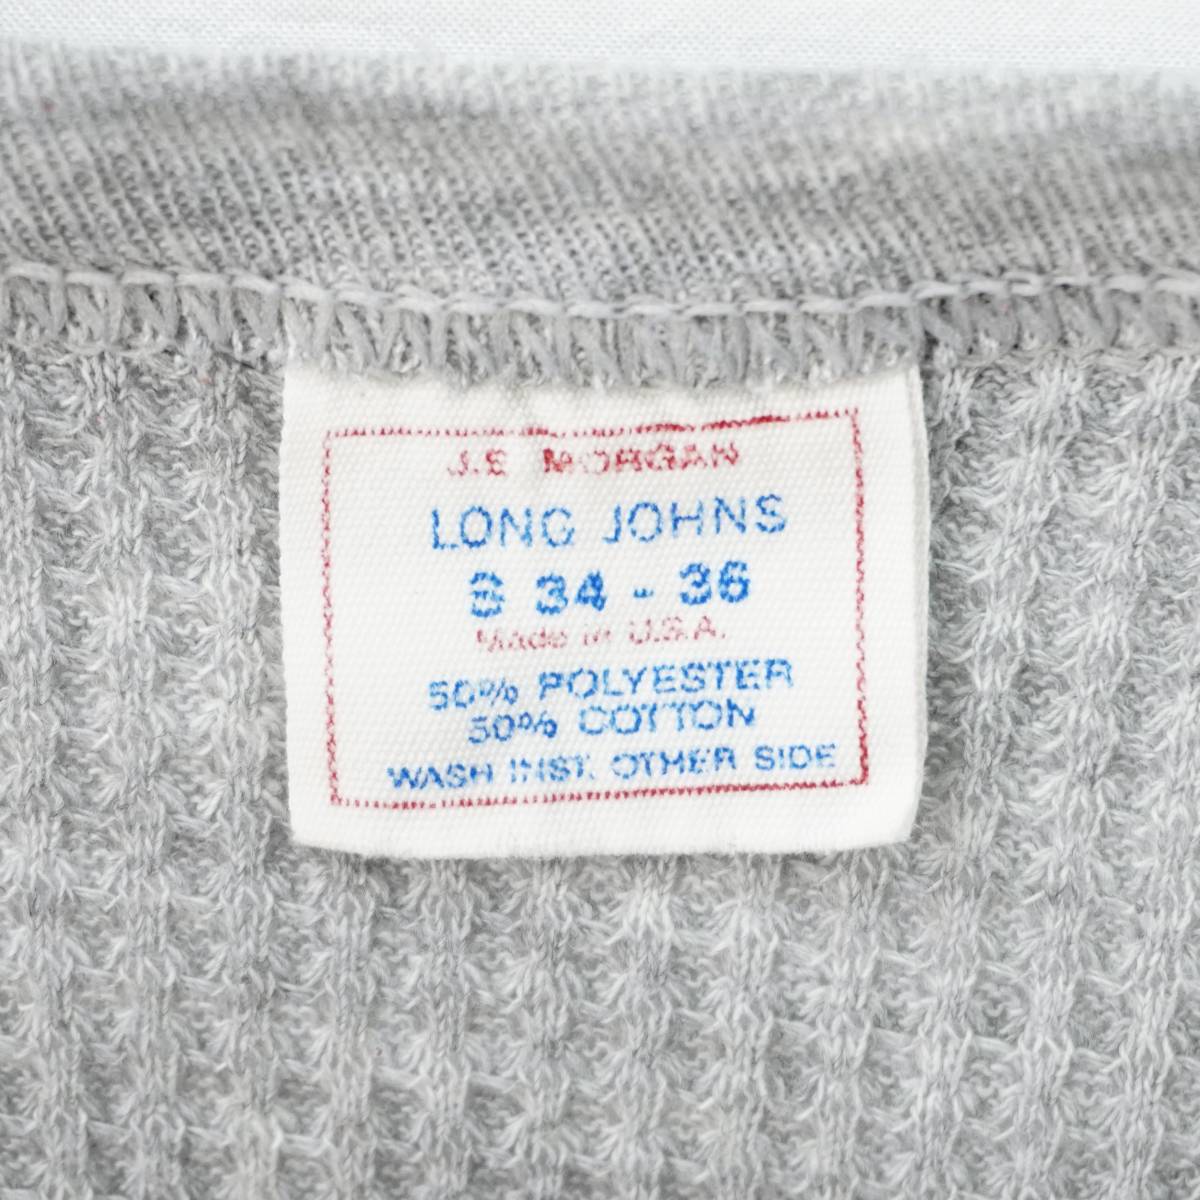 J.E MORGAN
LONG JOHNS
S 34 - 36
Made in U.S.A.
50% POLYESTER
50% COTTON
WASH INST. OTHER SIDE